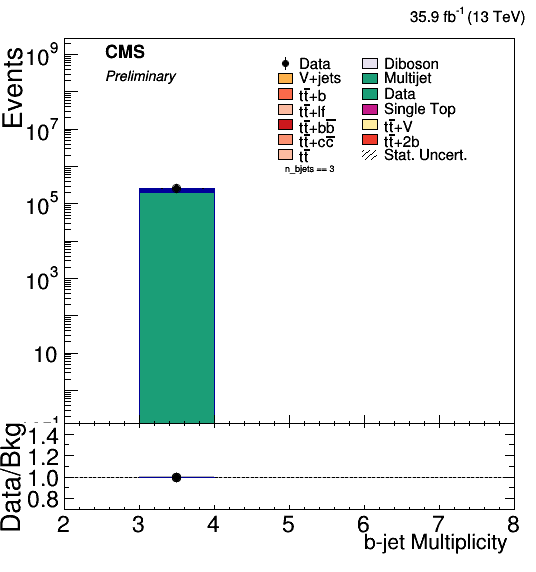 35.9 fb⁻¹ (13 TeV)
CMS
Preliminary
Events
10⁹
10⁷
10⁵
10³
10
Data
V+jets
tt̅+b
tt̅+lf
tt̅+bb̅
tt̅+cc̅
tt̅
n_bjets == 3
Diboson
Multijet
Data
Single Top
tt̅+V
tt̅+2b
Stat. Uncert.
Data/Bkg
1.4
1.2
1.0
0.8
2 3 4 5 6 7 8
b-jet Multiplicity